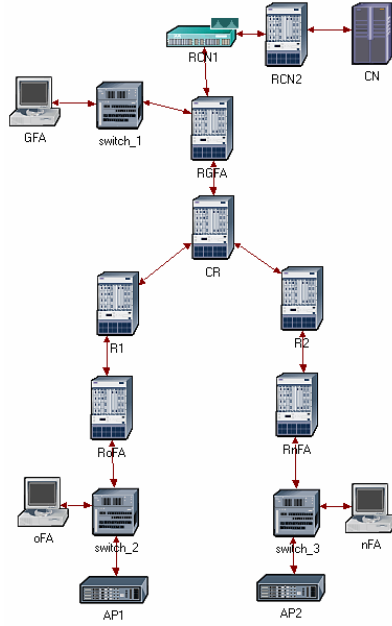 RCN1
RCN2
CN
GFA
switch_1
RGFA
CR
R1
R2
RoFA
RnFA
oFA
switch_2
switch_3
nFA
AP1
AP2